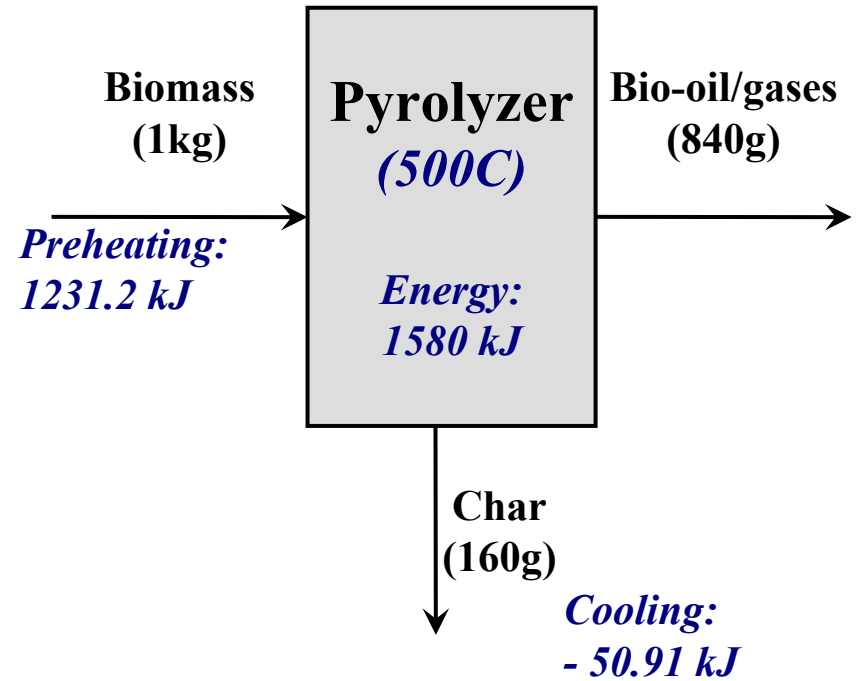 Biomass
(1kg)
Pyrolyzer
(500C)
Bio-oil/gases
(840g)
Preheating:
1231.2 kJ
Energy:
1580 kJ
Char
(160g)
Cooling:
- 50.91 kJ